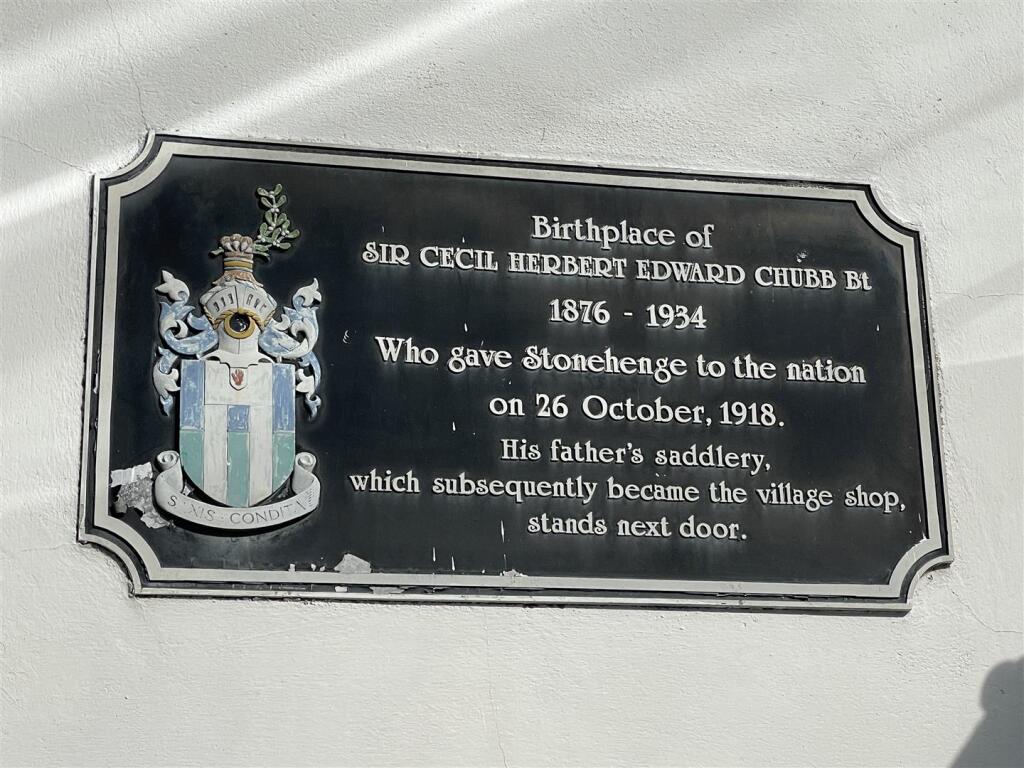 Birthplace of
SIR CECIL HERBERT EDWARD CHUBB Bt
1876 - 1934
Who gave Stonehenge to the nation
on 26 October, 1918.
His father's saddlery,
which subsequently became the village shop,
stands next door.
CONDITA